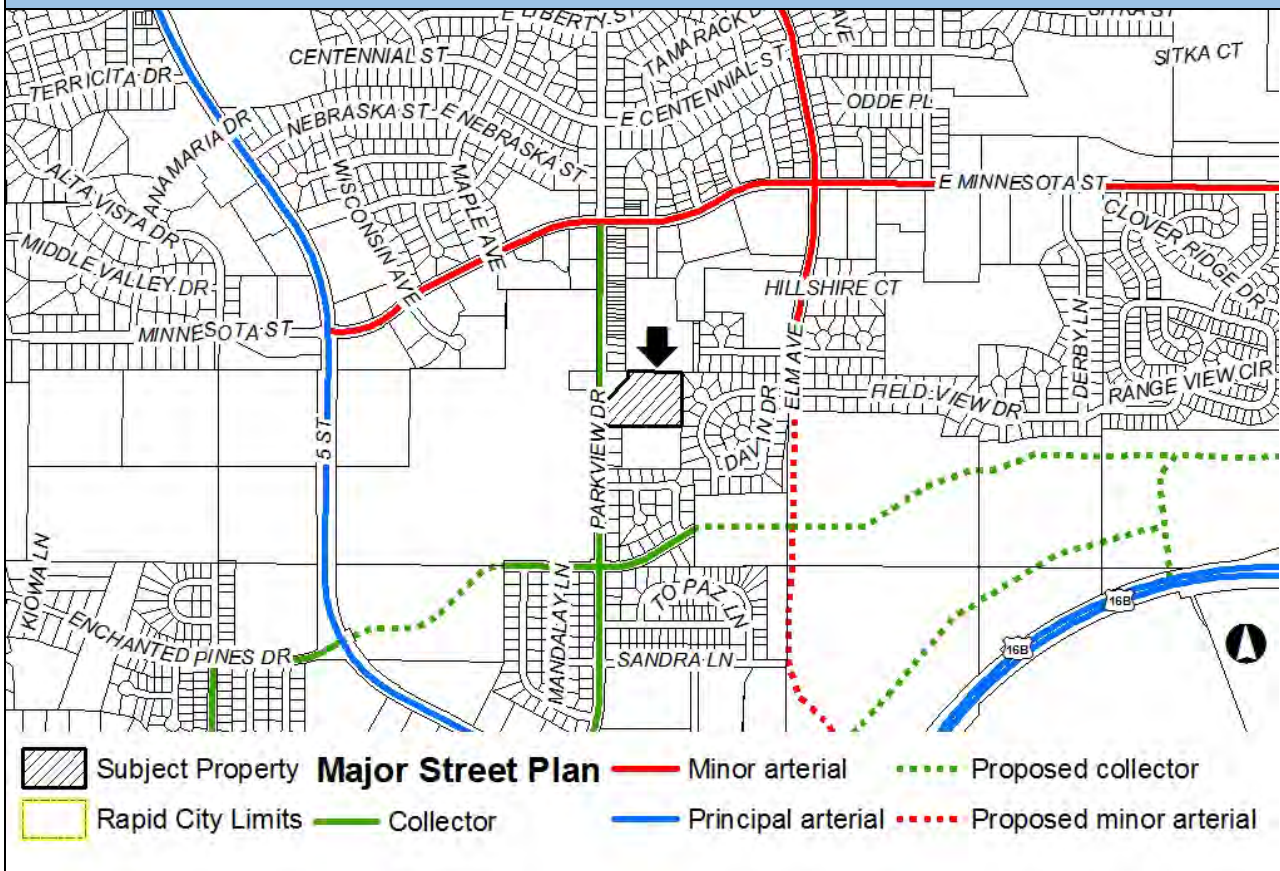 E LIBERTY ST
AVE
SITKA ST
CENTENNIAL ST
TAMARACK D
SITKA CT
TERRICITA DR
E CENTENNIAL ST
ODDE PL
ANAMARIA DR
NEBRASKA ST
E NEBRASKA ST
WISCONSIN AVE
MAPLE AVE
E MINNESOTA ST
ALTA VISTA DR
CLOVER RIDGE DR
MIDDLE VALLEY DR
HILLSHIRE CT
MINNESOTA ST
DERBY LN
ELM AVE
RANGE VIEW CIR
FIELD VIEW DR
DAVIN DR
5 ST
PARKVIEW DR
KIOWA LN
MANDALAY LN
TOPAZ LN
16B
ENCHANTED PINES DR
SANDRA LN
16B
Subject Property Major Street Plan Minor arterial Proposed collector
Rapid City Limits Collector Principal arterial Proposed minor arterial